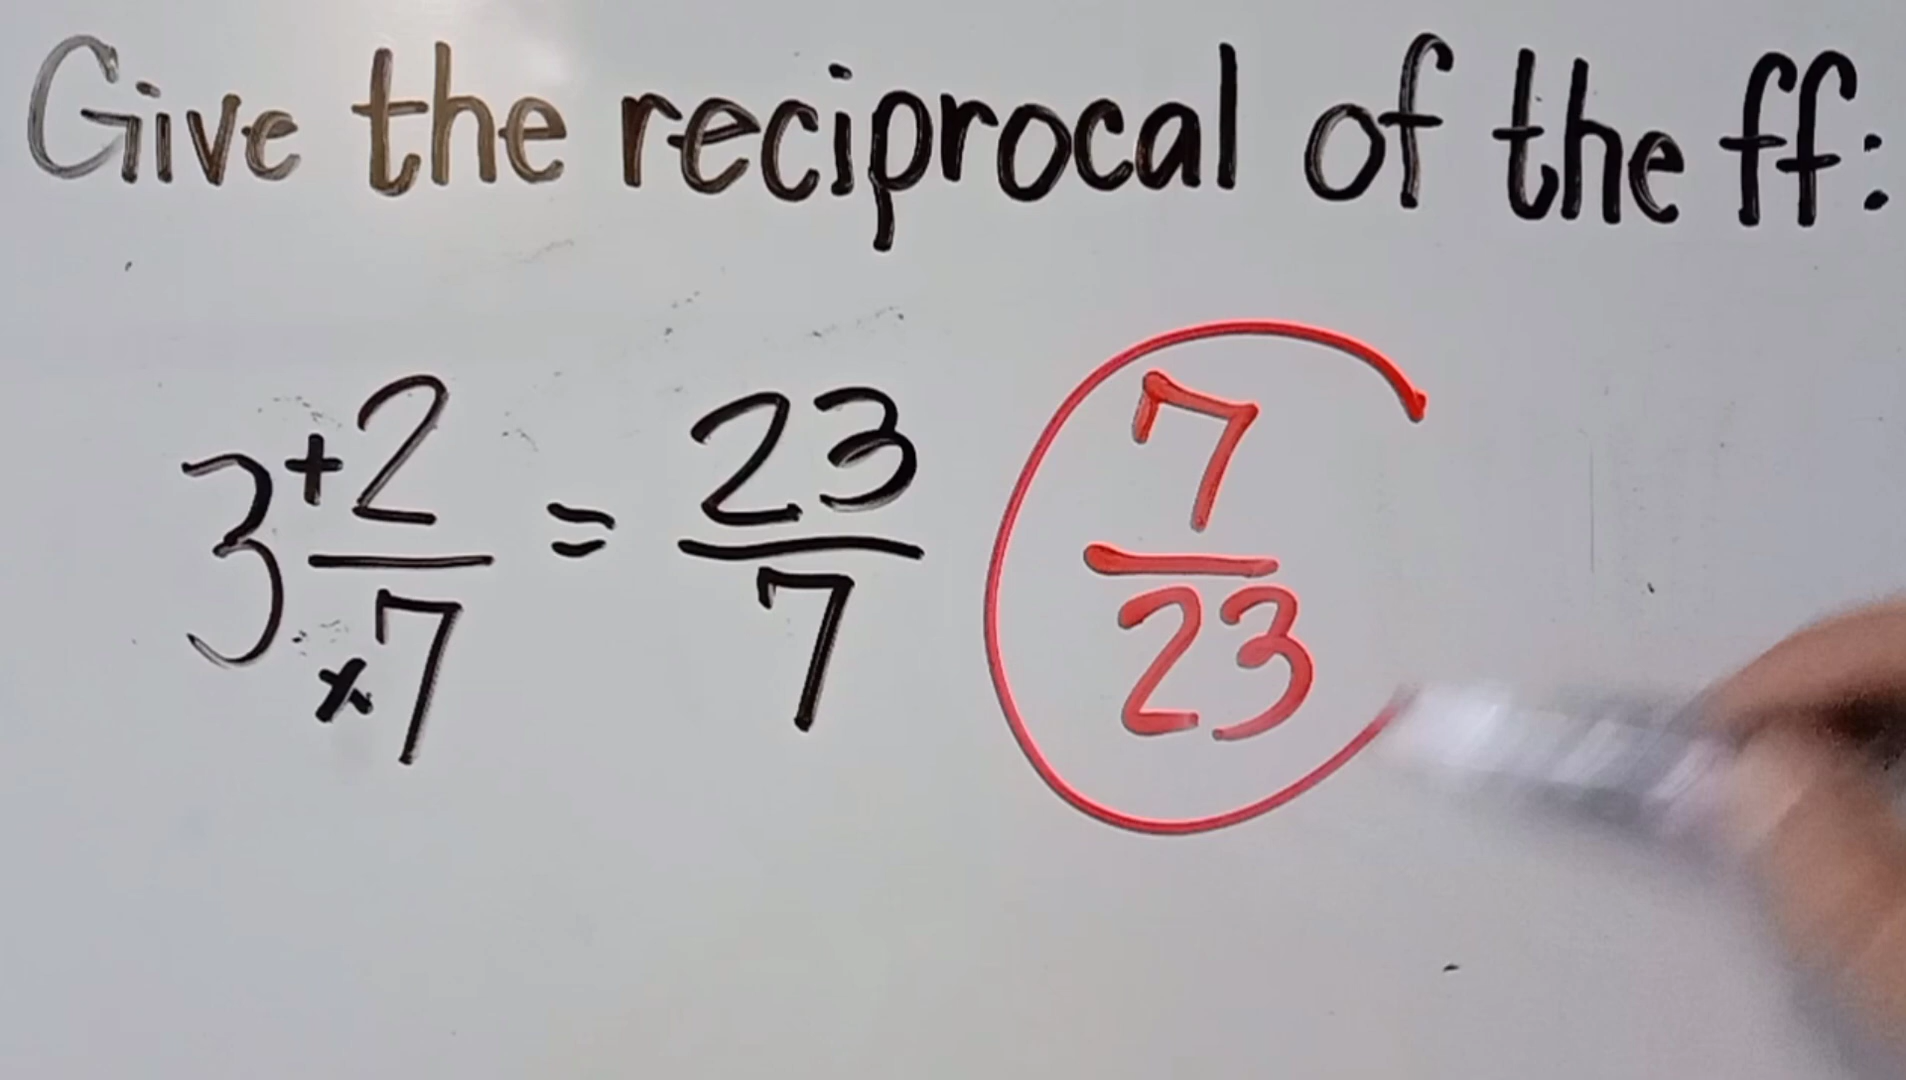 Give the reciprocal of the ff:
3 + 2/× 7 = 23/7 7/23